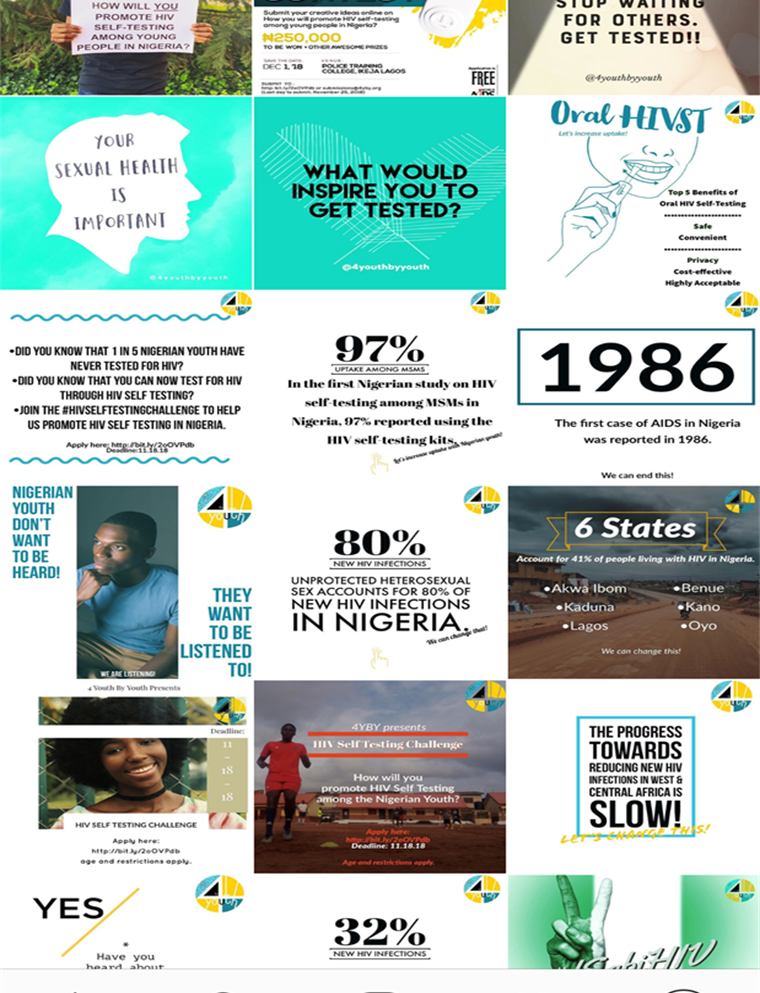 HOW WILL YOU
PROMOTE HIV
SELF-TESTING
AMONG YOUNG
PEOPLE IN NIGERIA?
Submit your creative ideas online on
How you will promote HIV self-testing
among young people in Nigeria?
₦250,000
TO BE WON + OTHER AWESOME PRIZES
SAVE THE DATE:
DEC 1, '18
VENUE:
POLICE TRAINING
COLLEGE, IKEJA LAGOS
SUBMIT TO:
FREE
STOP WAITING
FOR OTHERS.
GET TESTED!!
@4youthbyyouth
YOUR
SEXUAL HEALTH
IS
IMPORTANT
@4youthbyyouth
WHAT WOULD
INSPIRE YOU TO
GET TESTED?
@4youthbyyouth
Oral HIVST
Let's increase uptake!
Top 5 Benefits of
Oral HIV Self-Testing
Safe
Convenient
Privacy
Cost-effective
Highly Acceptable
•DID YOU KNOW THAT 1 IN 5 NIGERIAN YOUTH HAVE
NEVER TESTED FOR HIV?
•DID YOU KNOW THAT YOU CAN NOW TEST FOR HIV
THROUGH HIV SELF TESTING?
•JOIN THE #HIVSELFTESTINGCHALLENGE TO HELP
US PROMOTE HIV TESTING IN NIGERIA.
Apply here: http://bit.ly/2oOVPdb
Deadline:11.18.18
97%
UPTAKE AMONG MSMS
In the first Nigerian study on HIV
self-testing among MSMs in
Nigeria, 97% reported using the
HIV self-testing kits.
Let's increase uptake with Nigerian youth!
1986
The first case of AIDS in Nigeria
was reported in 1986.
We can end this!
NIGERIAN
YOUTH
DON'T
WANT
TO BE
HEARD!
THEY
WANT
TO BE
LISTENED
TO!
WE ARE LISTENING!
80%
NEW HIV INFECTIONS
UNPROTECTED HETEROSEXUAL
SEX ACCOUNTS FOR 80% OF
NEW HIV INFECTIONS
IN NIGERIA.
We can change that!
6 States
Account for 41% of people living with HIV in Nigeria.
•Akwa Ibom
•Kaduna
•Lagos
•Benue
•Kano
•Oyo
We can change this!
4 Youth By Youth Presents
Deadline:
11
-
18
-
18
HIV SELF TESTING CHALLENGE
Apply here:
http://bit.ly/2oOVPdb
age and restrictions apply.
4YBY presents
HIV Self Testing Challenge
How will you
promote HIV Self Testing
among the Nigerian Youth?
Apply here:
http://bit.ly/2oOVPdb
Deadline: 11.18.18
Age and restrictions apply.
THE PROGRESS
TOWARDS
REDUCING NEW HIV
INFECTIONS IN WEST &
CENTRAL AFRICA IS
SLOW!
LET'S CHANGE THIS!
YES
*
Have you
heard about
32%
NEW HIV INFECTIONS